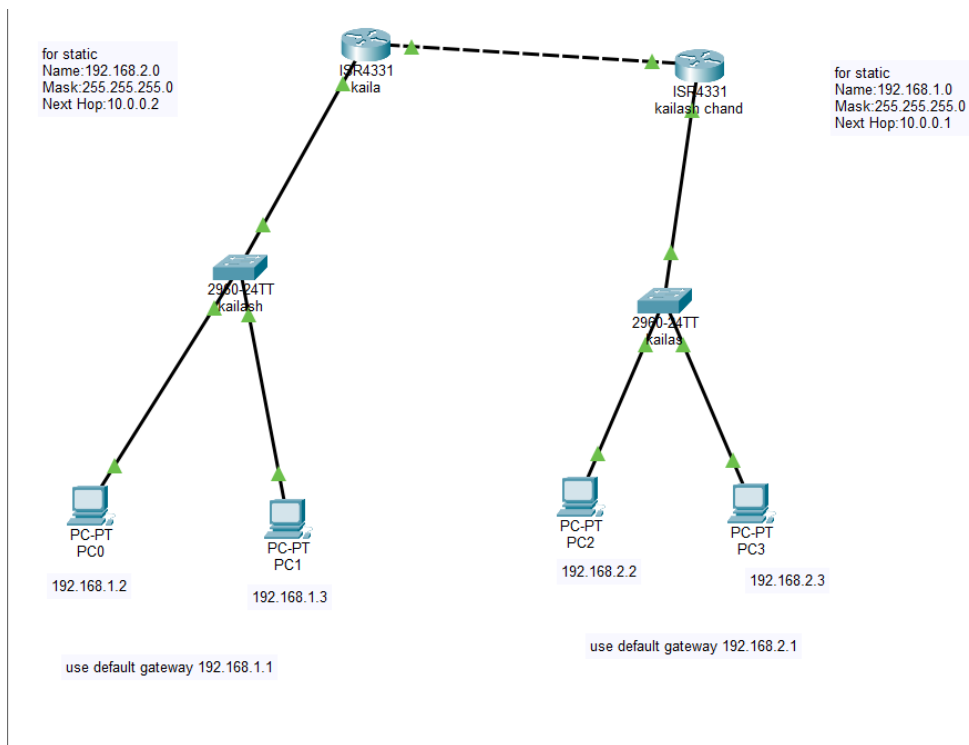 for static
Name:192.168.2.0
Mask:255.255.255.0
Next Hop:10.0.0.2
ISR4331
kaila
ISR4331
kailash chand
for static
Name:192.168.1.0
Mask:255.255.255.0
Next Hop:10.0.0.1
2960-24TT
kailash
2960-24TT
kailas
PC-PT
PC0
PC-PT
PC1
PC-PT
PC2
PC-PT
PC3
192.168.1.2
192.168.1.3
192.168.2.2
192.168.2.3
use default gateway 192.168.1.1
use default gateway 192.168.2.1